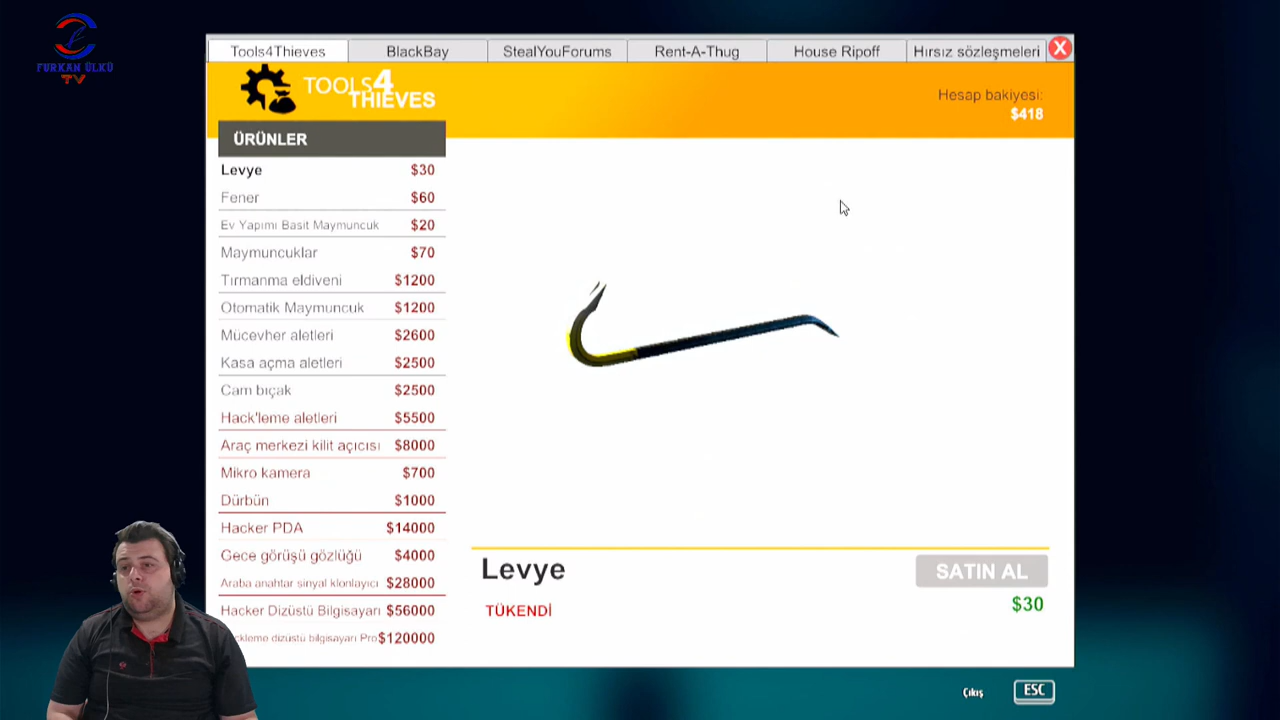 FURKAN ÜLKÜ
TV
Tools4Thieves
BlackBay
StealYouForums
Rent-A-Thug
House Ripoff
Hırsız sözleşmeleri
X
TOOLS4
THIEVES
Hesap bakiyesi:
$418
ÜRÜNLER
Levye $30
Fener $60
Ev Yapımı Basit Maymuncuk $20
Maymuncuklar $70
Tırmanma eldiveni $1200
Otomatik Maymuncuk $1200
Mücevher aletleri $2600
Kasa açma aletleri $2500
Cam bıçak $2500
Hack'leme aletleri $5500
Araç merkezi kilit açıcısı $8000
Mikro kamera $700
Dürbün $1000
Hacker PDA $14000
Gece görüşü gözlüğü $4000
Araba anahtar sinyal klonlayıcı $28000
Hacker Dizüstü Bilgisayarı $56000
ckleme dizüstü bilgisayarı Pro $120000
Levye
SATIN AL
TÜKENDİ
$30
Çıkış
ESC